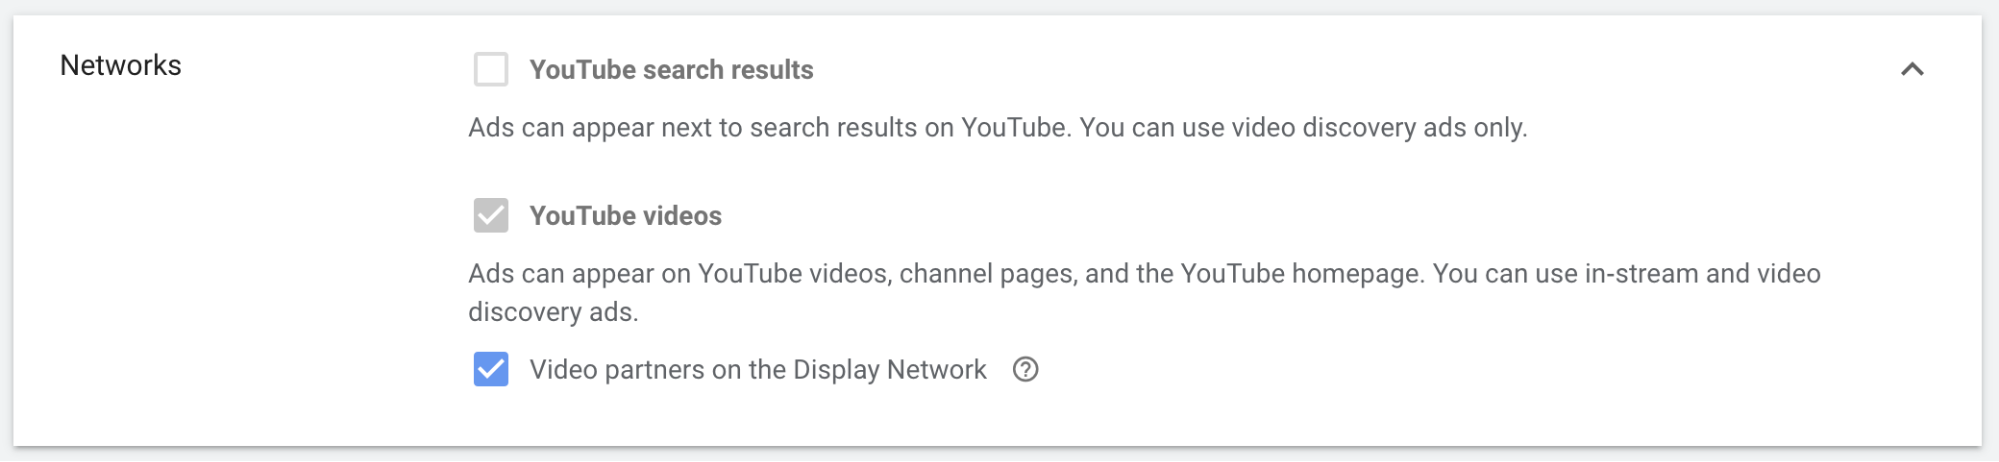 Networks
YouTube search results
Ads can appear next to search results on YouTube. You can use video discovery ads only.
YouTube videos
Ads can appear on YouTube videos, channel pages, and the YouTube homepage. You can use in-stream and video
discovery ads.
Video partners on the Display Network ?